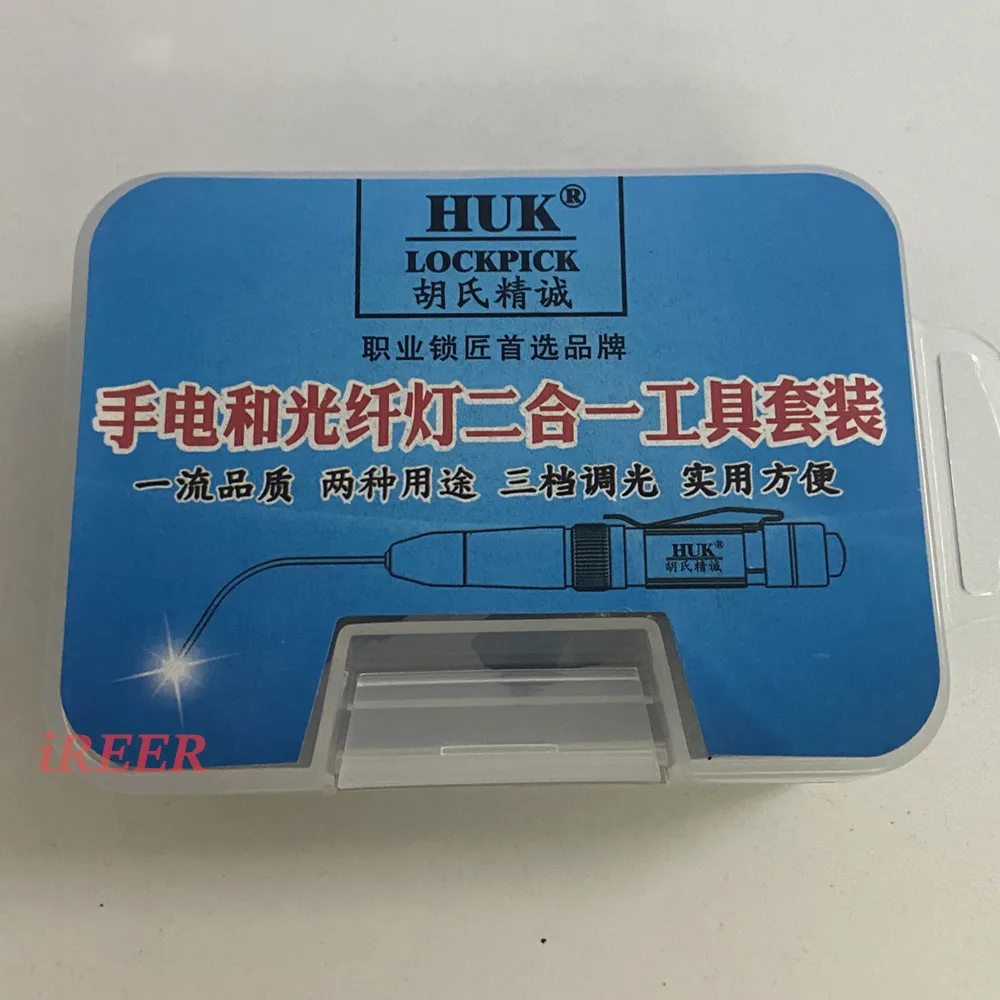 HUK®
LOCKPICK
胡氏精诚
职业锁匠首选品牌
手电和光纤灯二合一工具套装
一流品质 两种用途 三档调光 实用方便
HUK®
胡氏精诚
iREER